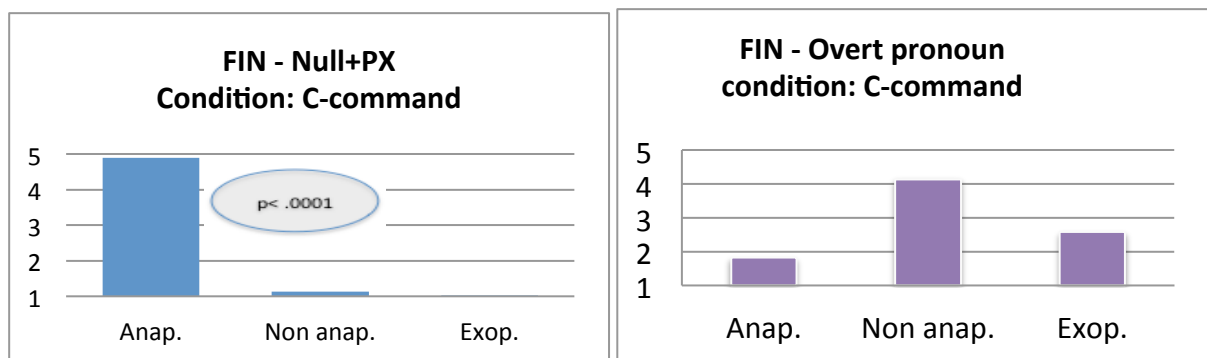 FIN - Null+PX
Condition: C-command
5
4
3
2
1
p< .0001
Anap.
Non anap.
Exop.
FIN - Overt pronoun
condition: C-command
5
4
3
2
1
Anap.
Non anap.
Exop.